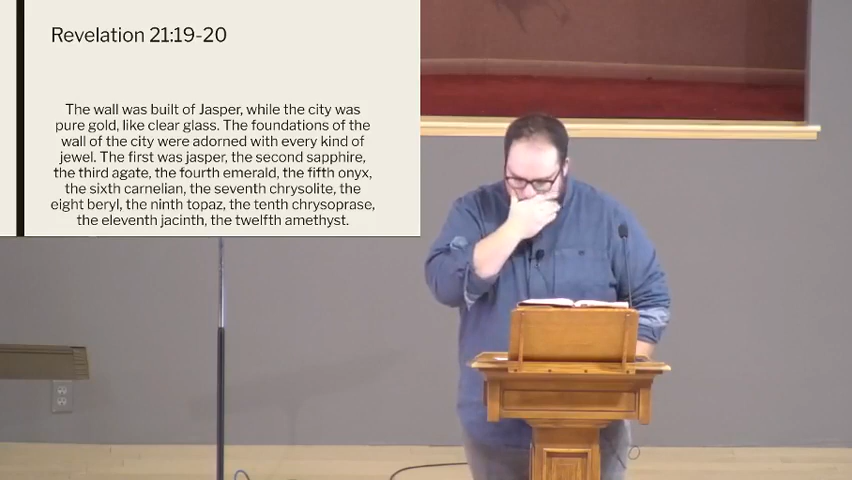 Revelation 21:19-20
The wall was built of Jasper, while the city was
pure gold, like clear glass. The foundations of the
wall of the city were adorned with every kind of
jewel. The first was jasper, the second sapphire,
the third agate, the fourth emerald, the fifth onyx,
the sixth carnelian, the seventh chrysolite, the
eight beryl, the ninth topaz, the tenth chrysoprase,
the eleventh jacinth, the twelfth amethyst.